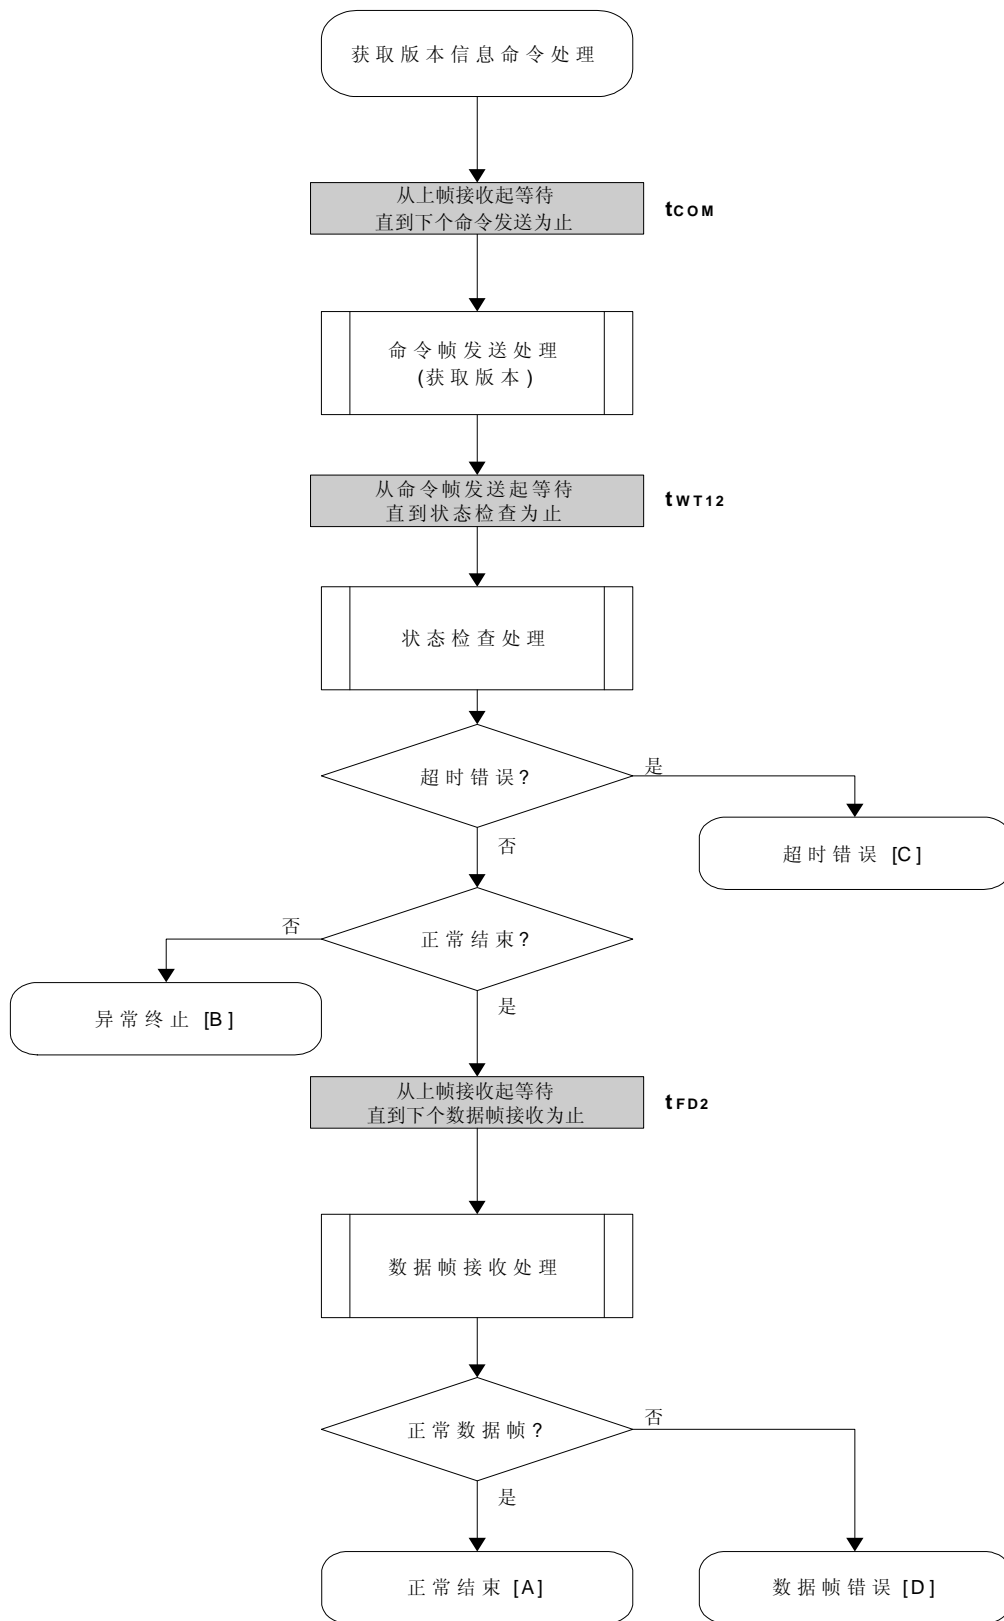 获取版本信息命令处理
从上帧接收起等待
直到下个命令发送为止
tCOM
命令帧发送处理
(获取版本)
从命令帧发送起等待
直到状态检查为止
tWT12
状态检查处理
超时错误?
是
超时错误 [C]
否
正常结束?
否
异常终止 [B]
是
从上帧接收起等待
直到下个数据帧接收为止
tFD2
数据帧接收处理
正常数据帧?
否
是
正常结束 [A]
数据帧错误 [D]